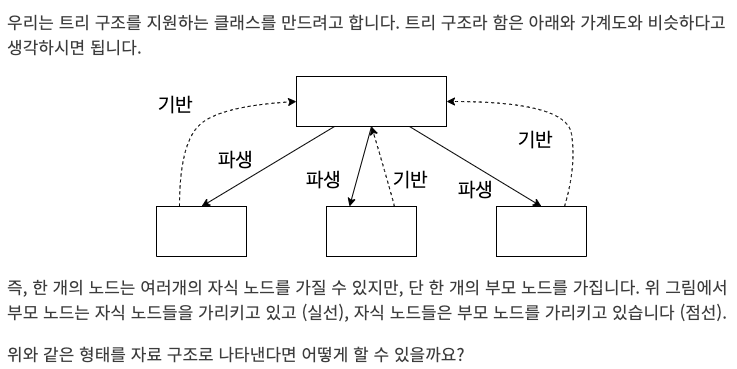 우리는 트리 구조를 지원하는 클래스를 만드려고 합니다. 트리 구조라 함은 아래와 가계도와 비슷하다고
생각하시면 됩니다.
기반
파생
파생
기반
파생
기반
즉, 한 개의 노드는 여러개의 자식 노드를 가질 수 있지만, 단 한 개의 부모 노드를 가집니다. 위 그림에서
부모 노드는 자식 노드들을 가리키고 있고 (실선), 자식 노드들은 부모 노드를 가리키고 있습니다 (점선).
위와 같은 형태를 자료 구조로 나타낸다면 어떻게 할 수 있을까요?